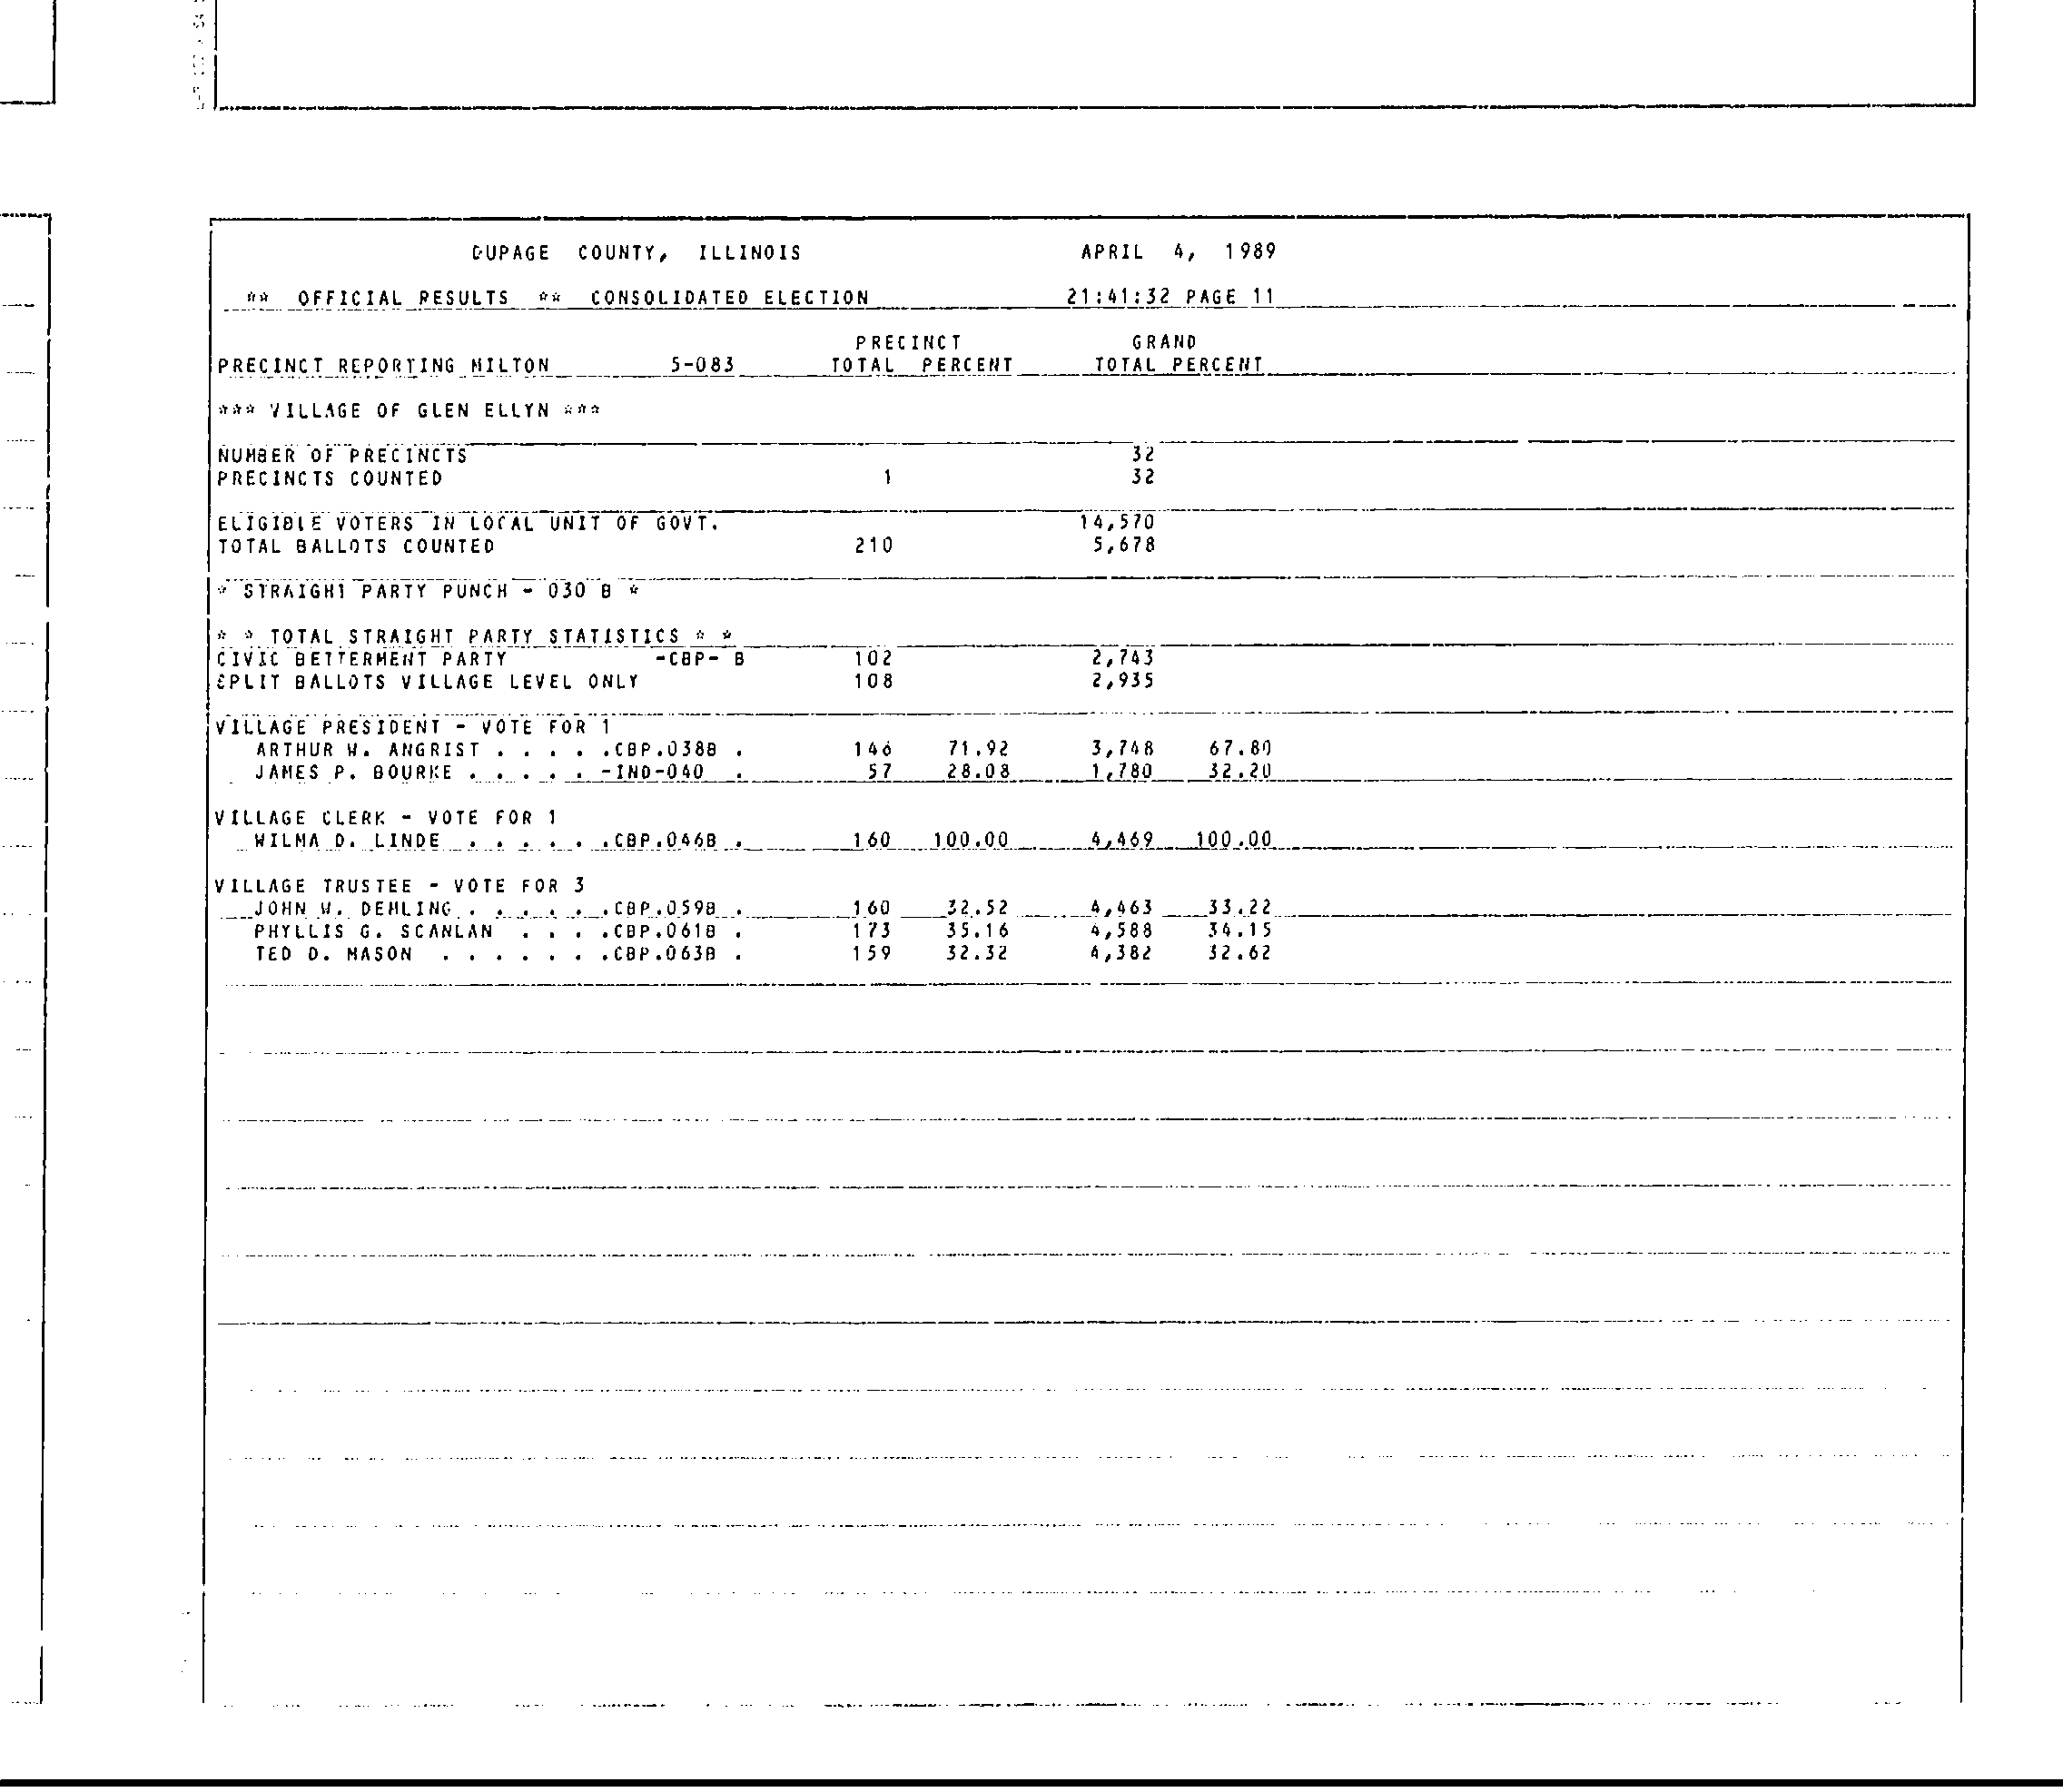 DUPAGE COUNTY, ILLINOIS APRIL 4, 1989
** OFFICIAL RESULTS ** CONSOLIDATED ELECTION 21:41:32 PAGE 11
PRECINCT GRAND
PRECINCT REPORTING MILTON 5-083 TOTAL PERCENT TOTAL PERCENT
*** VILLAGE OF GLEN ELLYN ***
NUMBER OF PRECINCTS 32
PRECINCTS COUNTED 1 32
ELIGIBLE VOTERS IN LOCAL UNIT OF GOVT. 14,570
TOTAL BALLOTS COUNTED 210 5,678
* STRAIGHT PARTY PUNCH - 030 B *
* * TOTAL STRAIGHT PARTY STATISTICS * *
CIVIC BETTERMENT PARTY -CBP- B 102 2,743
SPLIT BALLOTS VILLAGE LEVEL ONLY 108 2,935
VILLAGE PRESIDENT - VOTE FOR 1
ARTHUR W. ANGRIST . . . . .CBP.038B . 146 71.92 3,748 67.80
JAMES P. BOURKE . . . . . -IND-040 . 57 28.08 1,780 32.20
VILLAGE CLERK - VOTE FOR 1
WILMA D. LINDE . . . . . .CBP.046B . 160 100.00 4,469 100.00
VILLAGE TRUSTEE - VOTE FOR 3
JOHN W. DEMLING . . . . . .CBP.059B . 160 32.52 4,463 33.22
PHYLLIS G. SCANLAN . . . .CBP.061B . 173 35.16 4,588 34.15
TED D. MASON . . . . . . .CBP.063B . 159 32.32 4,382 32.62